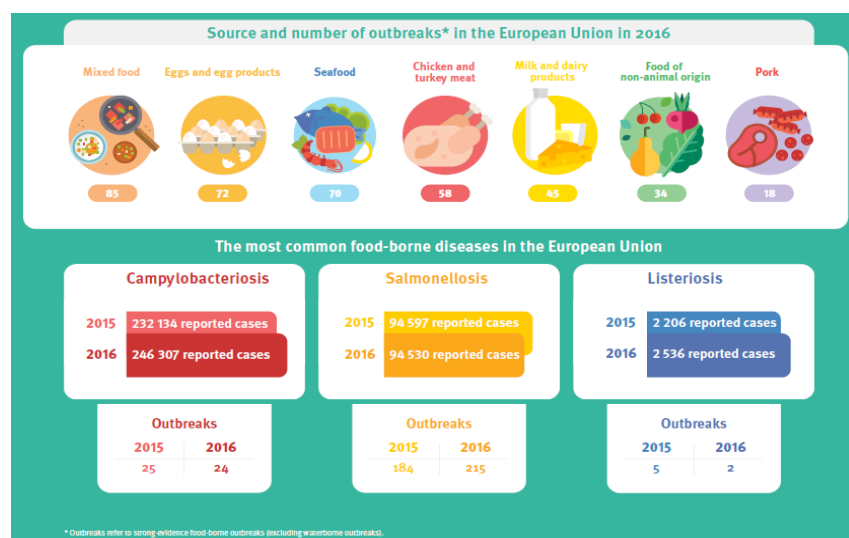 Source and number of outbreaks* in the European Union in 2016
Mixed food
Eggs and egg products
Seafood
Chicken and
turkey meat
Milk and dairy
products
Food of
non-animal origin
Pork
85
72
70
58
45
34
18
The most common food-borne diseases in the European Union
Campylobacteriosis
2015 232 134 reported cases
2016 246 307 reported cases
Outbreaks
2015 2016
25 24
Salmonellosis
2015 94 597 reported cases
2016 94 530 reported cases
Outbreaks
2015 2016
184 215
Listeriosis
2015 2 206 reported cases
2016 2 536 reported cases
Outbreaks
2015 2016
5 2
* Outbreaks refer to strong-evidence food-borne outbreaks (excluding waterborne outbreaks).